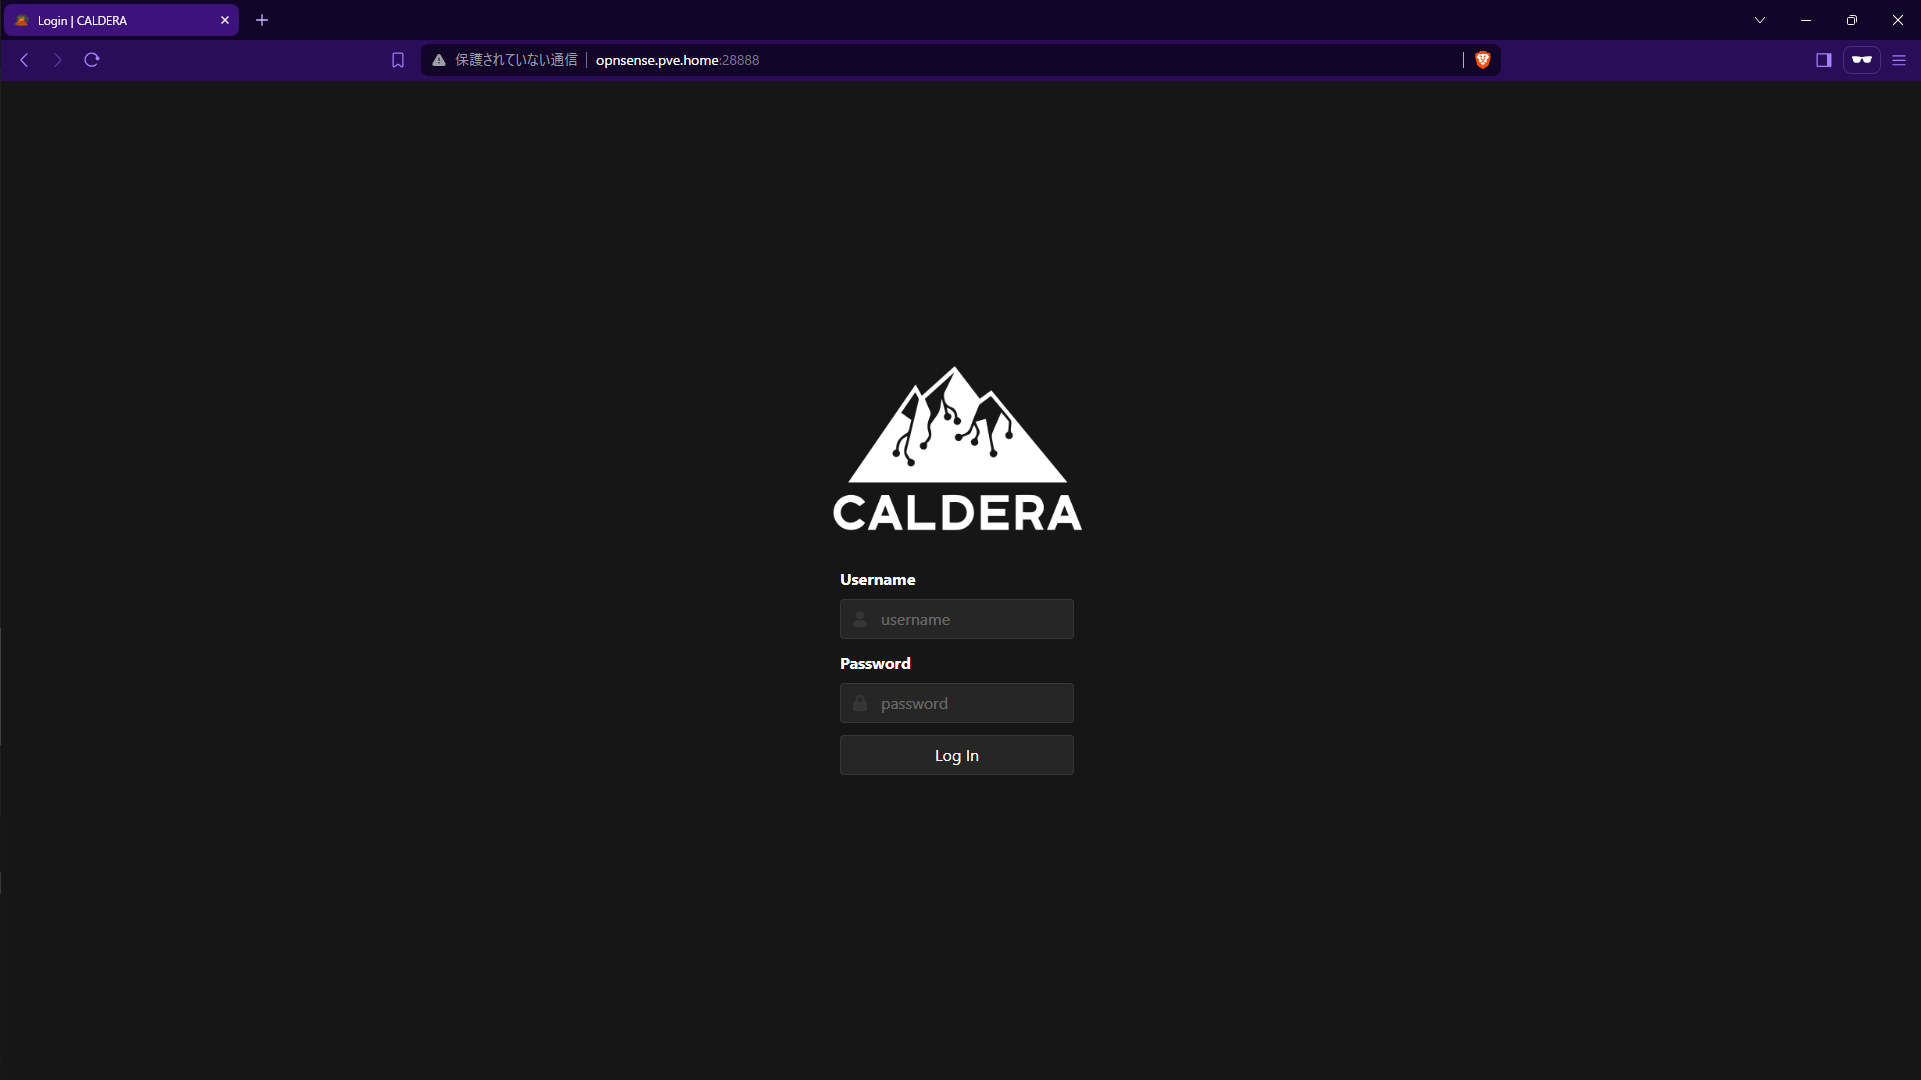 Login | CALDERA
保護されていない通信
opnsense.pve.home:28888
CALDERA
Username
username
Password
password
Log In